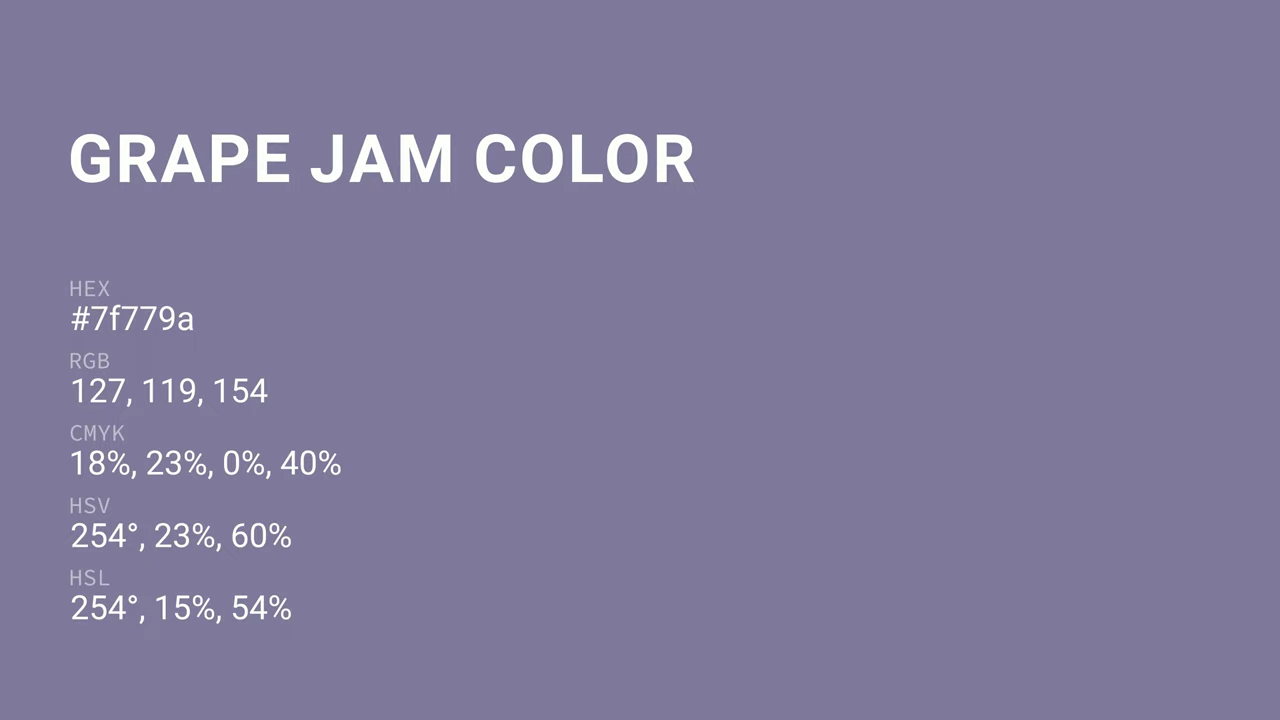 GRAPE JAM COLOR
HEX
#7f779a
RGB
127, 119, 154
CMYK
18%, 23%, 0%, 40%
HSV
254°, 23%, 60%
HSL
254°, 15%, 54%